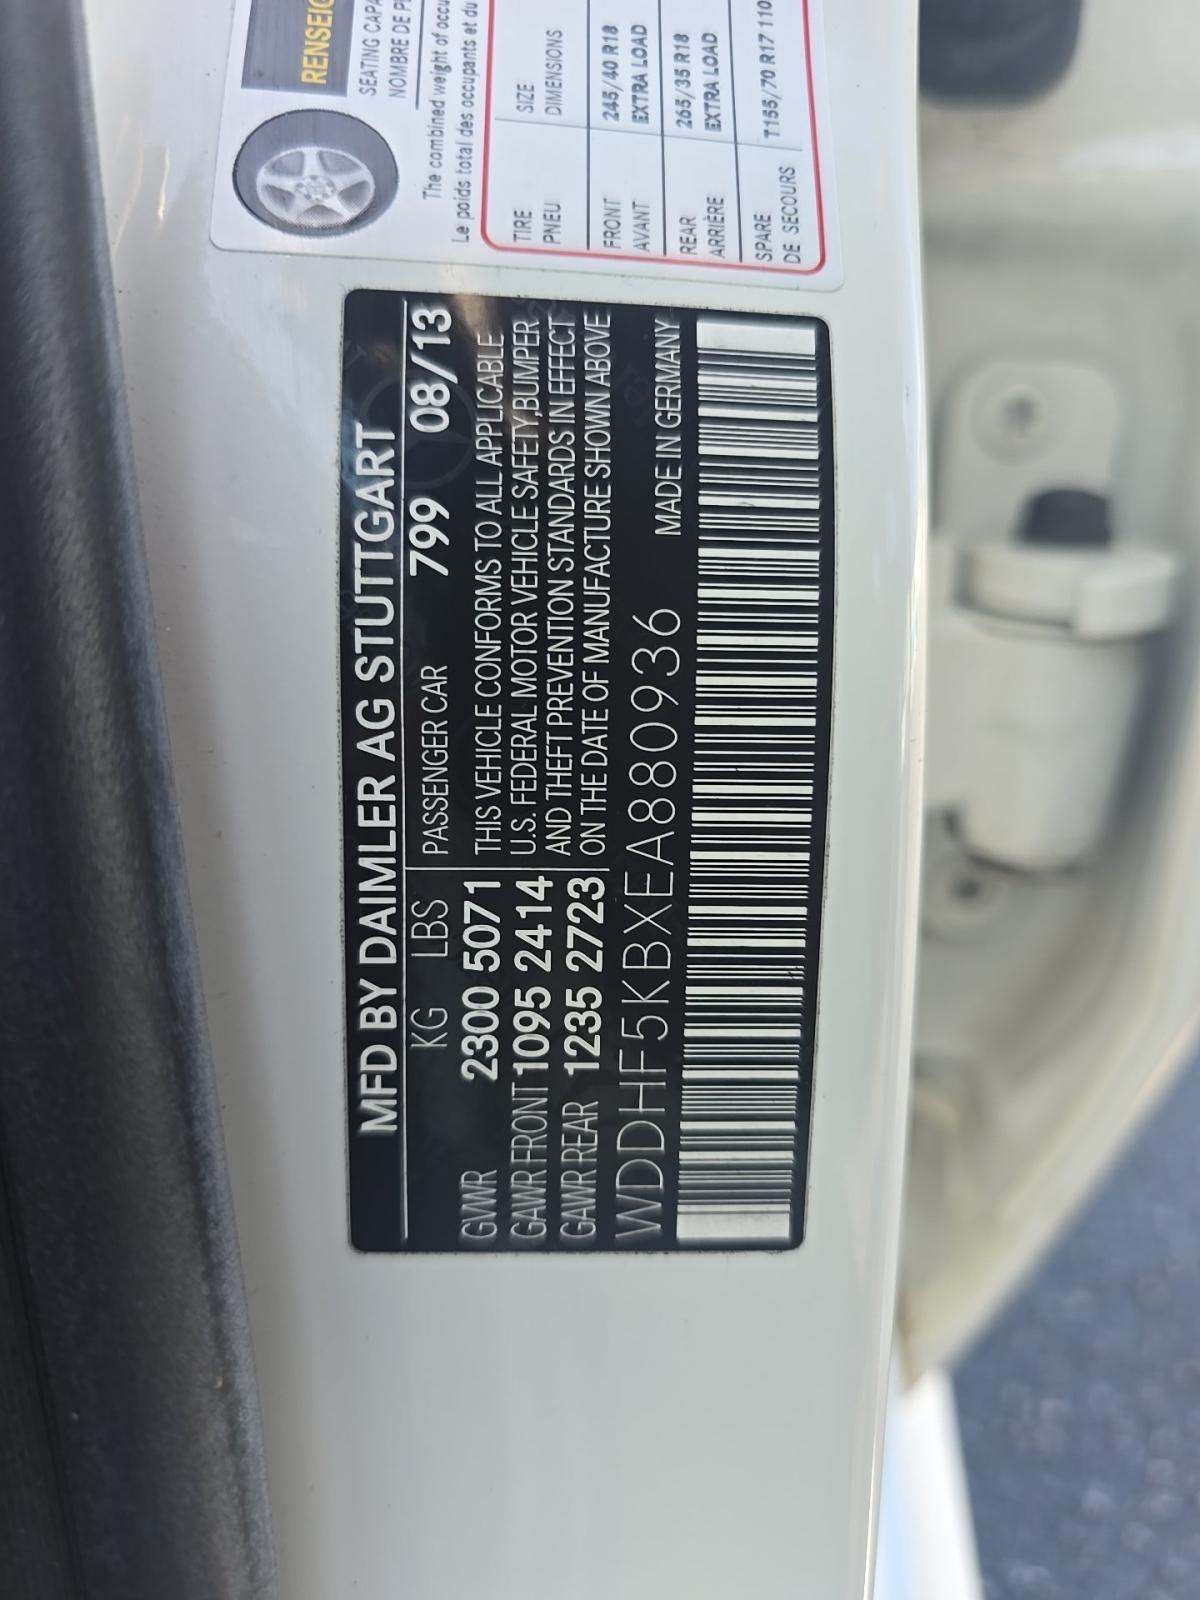 MFD BY DAIMLER AG STUTTGART
KG LBS PASSENGER CAR 799 08/13
GVWR 2300 5071 THIS VEHICLE CONFORMS TO ALL APPLICABLE
GAWR FRONT 1095 2414 U.S. FEDERAL MOTOR VEHICLE SAFETY,BUMPER
GAWR REAR 1235 2723 AND THEFT PREVENTION STANDARDS IN EFFECT
ON THE DATE OF MANUFACTURE SHOWN ABOVE
WDDHF5KBXEA880936 MADE IN GERMANY
SEATING
NOMBRE DE
The combined weight of
Le poids total des occupants et du
TIRE SIZE
PNEU DIMENSIONS
FRONT 245/40 R18
AVANT EXTRA LOAD
REAR 265/35 R18
ARRIÈRE EXTRA LOAD
SPARE T155/70 R17 110
DE SECOURS